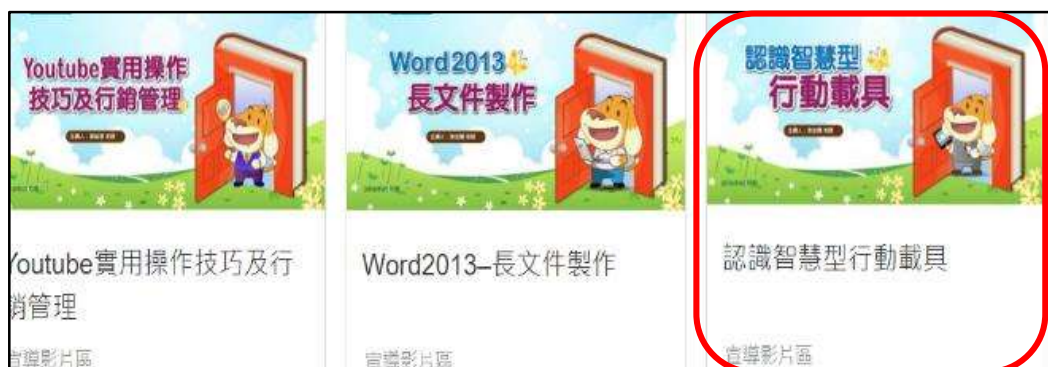 Youtube實用操作
技巧及行銷管理
Youtube實用操作技巧及行
銷管理
宣導影片區
Word2013
長文件製作
Word2013–長文件製作
宣導影片區
認識智慧型
行動載具
認識智慧型行動載具
宣導影片區